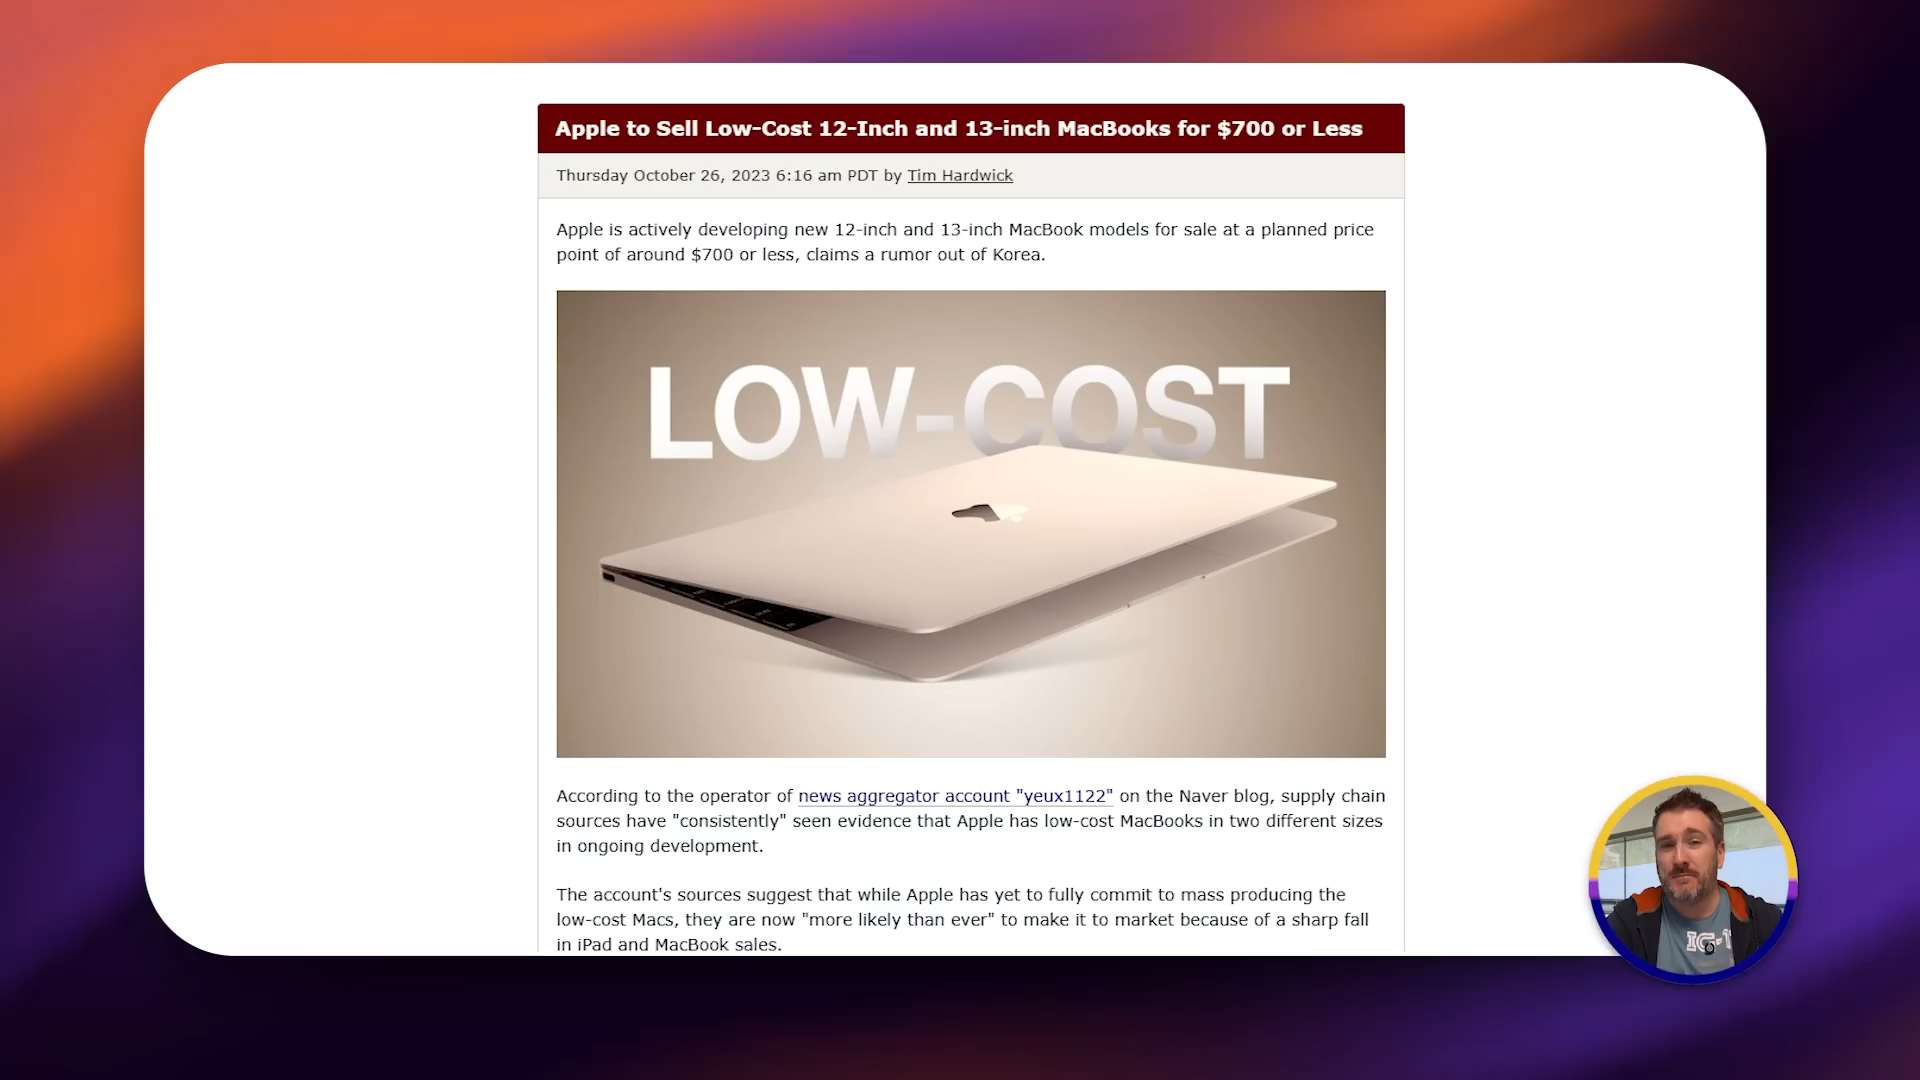 Apple to Sell Low-Cost 12-Inch and 13-inch MacBooks for $700 or Less
Thursday October 26, 2023 6:16 am PDT by Tim Hardwick
Apple is actively developing new 12-inch and 13-inch MacBook models for sale at a planned price
point of around $700 or less, claims a rumor out of Korea.
LOW-COST
According to the operator of news aggregator account "yeux1122" on the Naver blog, supply chain
sources have "consistently" seen evidence that Apple has low-cost MacBooks in two different sizes
in ongoing development.
The account's sources suggest that while Apple has yet to fully commit to mass producing the
low-cost Macs, they are now "more likely than ever" to make it to market because of a sharp fall
in iPad and MacBook sales.